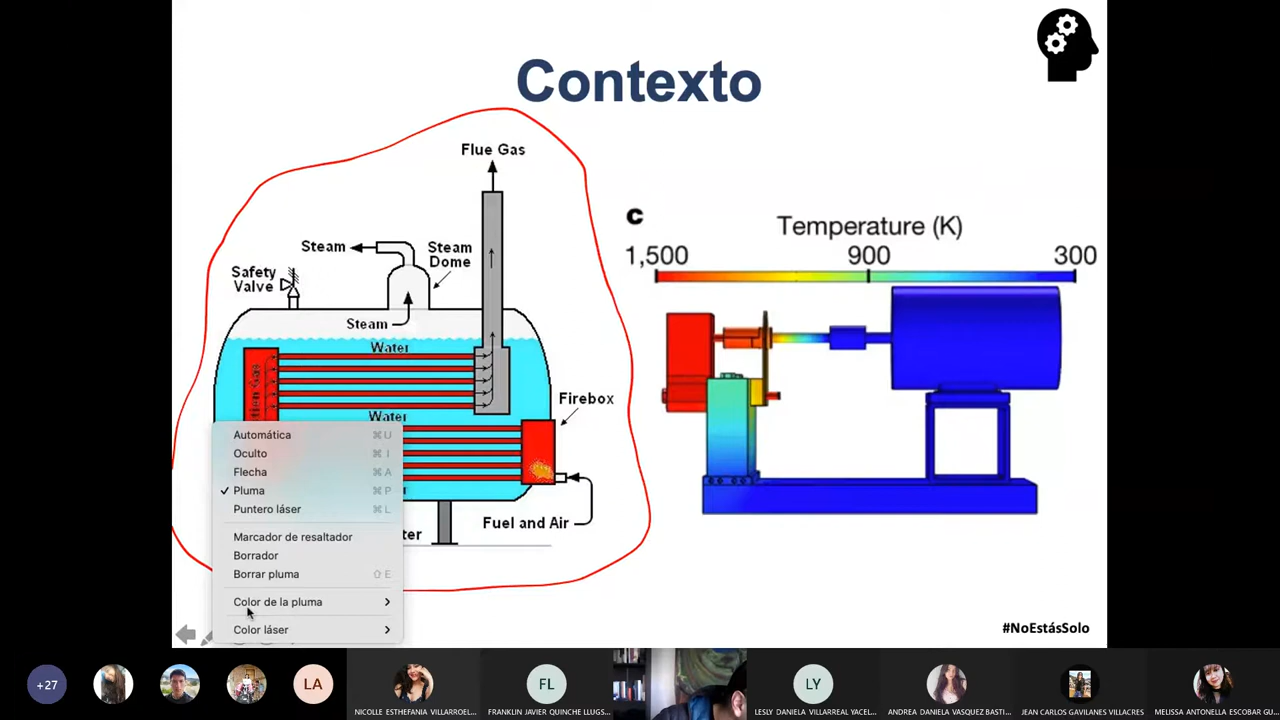 Contexto
Flue Gas
Steam
Steam
Dome
Safety
Valve
Steam
Water
Water
Firebox
Fuel and Air
c
Temperature (K)
1,500
900
300
Automática ⌘ U
Oculto ⌘ I
Flecha ⌘ A
✓ Pluma ⌘ P
Puntero láser ⌘ L
Marcador de resaltador
Borrador
Borrar pluma ⇧ E
Color de la pluma >
Color láser >
#NoEstásSolo
+27
LA
FL
LY
NICOLLE ESTHEFANIA VILLARROEL...
FRANKLIN JAVIER QUINCHE LLUGS...
LESLY DANIELA VILLARREAL YACEL...
ANDREA DANIELA VASQUEZ BASTI...
JEAN CARLOS GAVILANES VILLACRES
MELISSA ANTONELLA ESCOBAR GU...